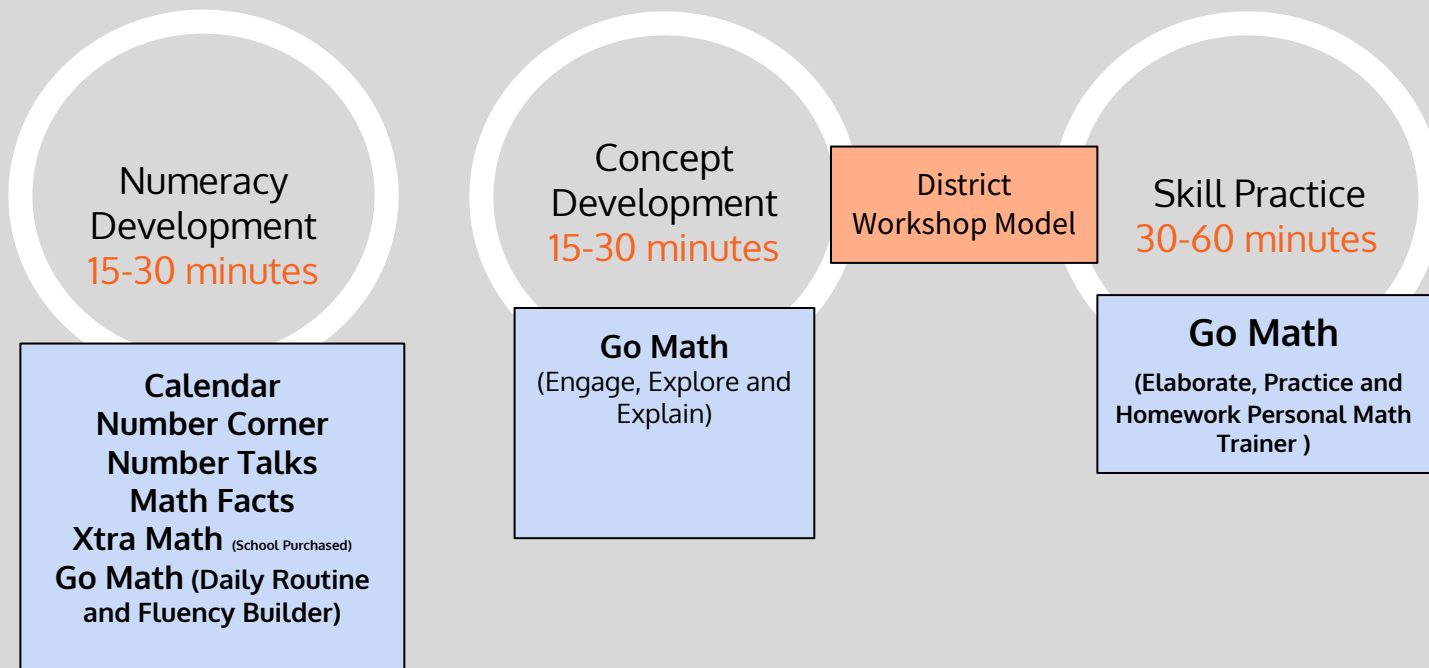 Numeracy
Development
15-30 minutes
Calendar
Number Corner
Number Talks
Math Facts
Xtra Math (School Purchased)
Go Math (Daily Routine
and Fluency Builder)
Concept
Development
15-30 minutes
Go Math
(Engage, Explore and
Explain)
District
Workshop Model
Skill Practice
30-60 minutes
Go Math
(Elaborate, Practice and
Homework Personal Math
Trainer )